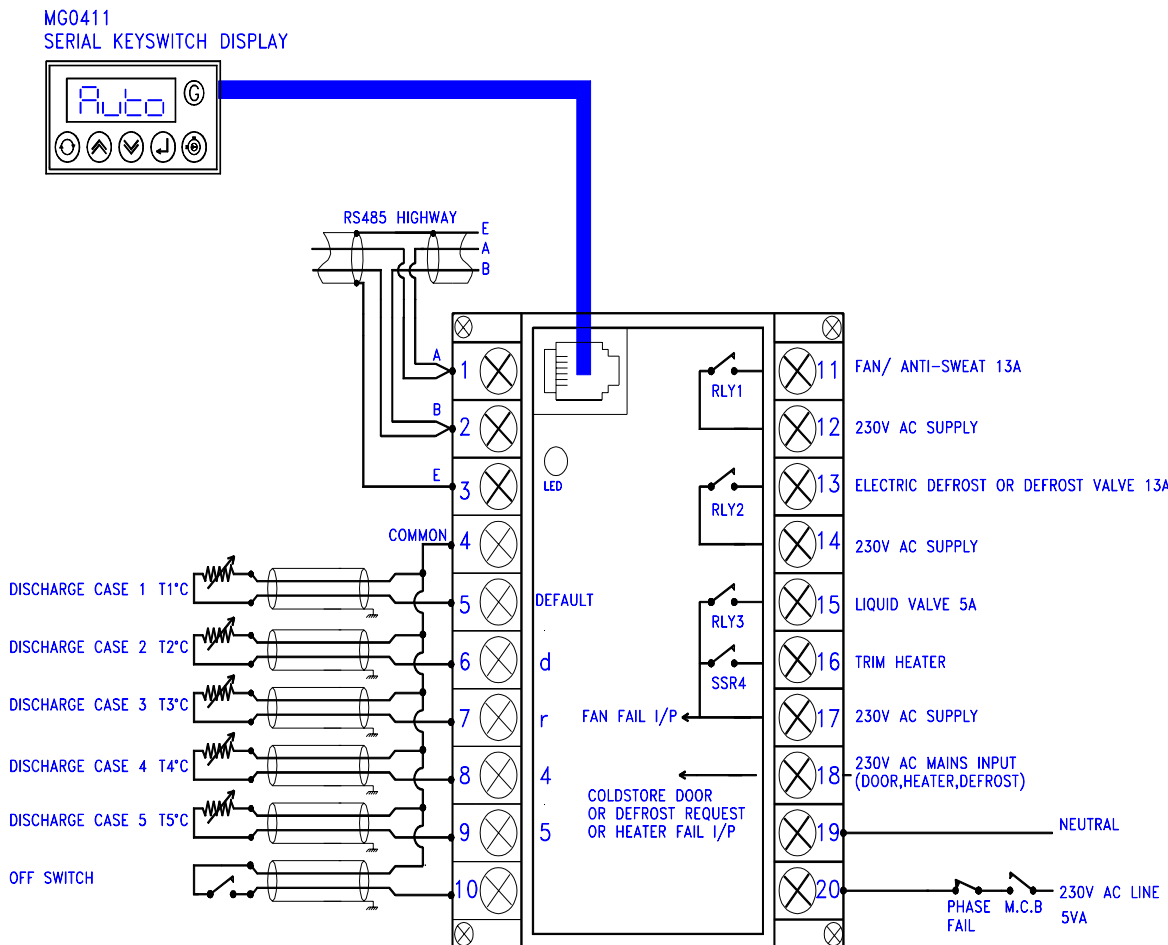 MG0411
SERIAL KEYSWITCH DISPLAY
Auto
G
RS485 HIGHWAY
E
A
B
A
1
B
2
E
3
COMMON
4
DISCHARGE CASE 1 T1°C
5
DEFAULT
DISCHARGE CASE 2 T2°C
6
d
DISCHARGE CASE 3 T3°C
7
r
DISCHARGE CASE 4 T4°C
8
4
DISCHARGE CASE 5 T5°C
9
5
OFF SWITCH
10
LED
RLY1
RLY2
RLY3
SSR4
FAN FAIL I/P
COLDSTORE DOOR
OR DEFROST REQUEST
OR HEATER FAIL I/P
11
FAN/ ANTI-SWEAT 13A
12
230V AC SUPPLY
13
ELECTRIC DEFROST OR DEFROST VALVE 13A
14
230V AC SUPPLY
15
LIQUID VALVE 5A
16
TRIM HEATER
17
230V AC SUPPLY
18
230V AC MAINS INPUT
(DOOR,HEATER,DEFROST)
19
NEUTRAL
20
PHASE
FAIL
M.C.B
230V AC LINE
5VA